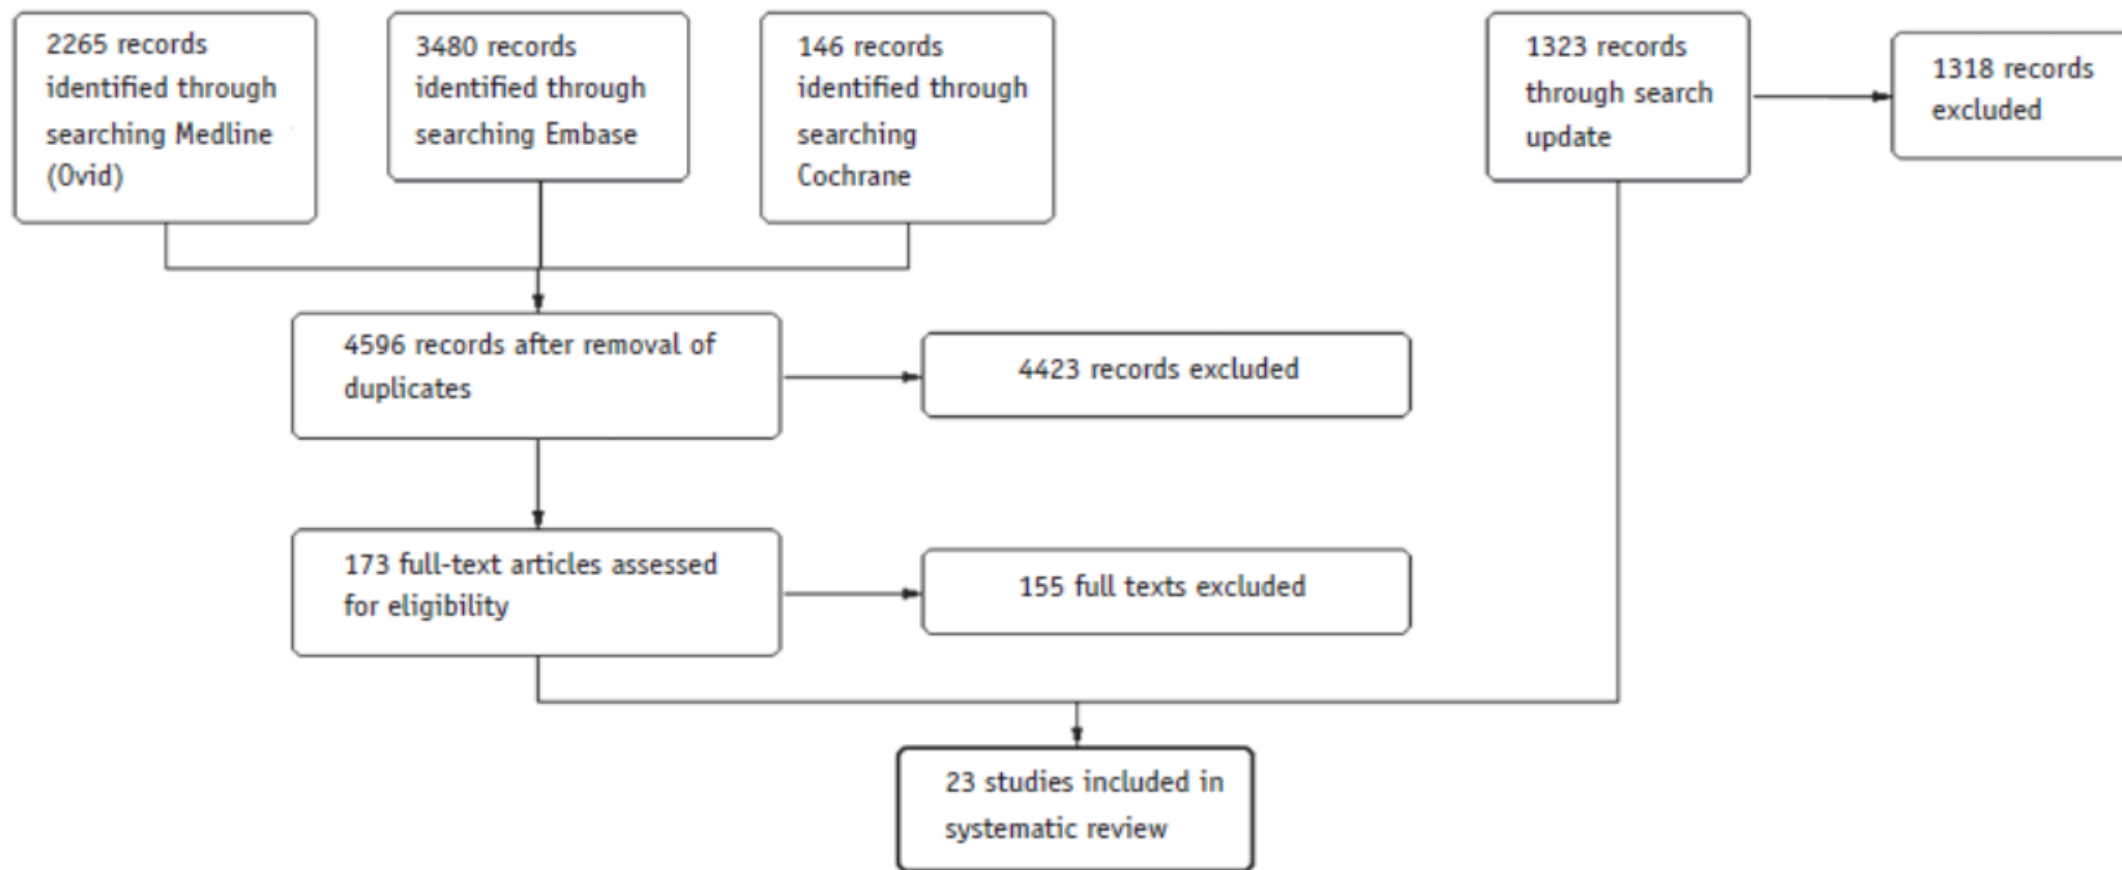 2265 records
identified through
searching Medline
(Ovid)
3480 records
identified through
searching Embase
146 records
identified through
searching
Cochrane
1323 records
through search
update
1318 records
excluded
4596 records after removal of
duplicates
4423 records excluded
173 full-text articles assessed
for eligibility
155 full texts excluded
23 studies included in
systematic review